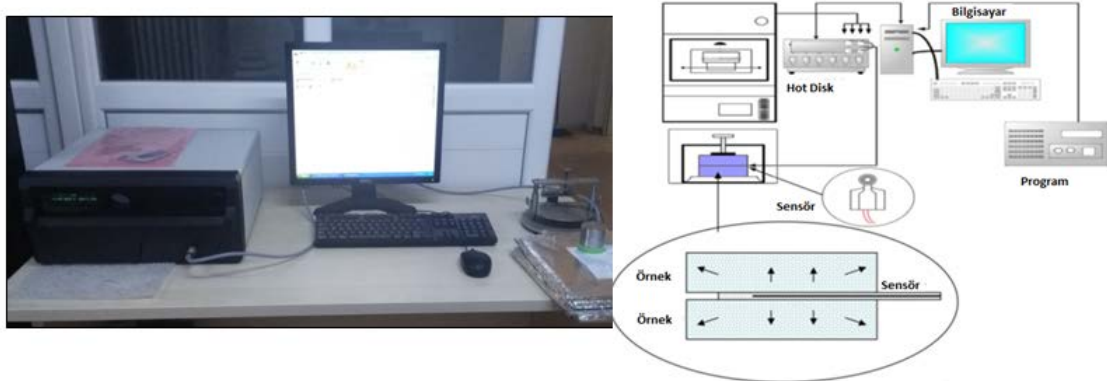 Bilgisayar
Hot Disk
Program
Sensör
Örnek
Sensör
Örnek